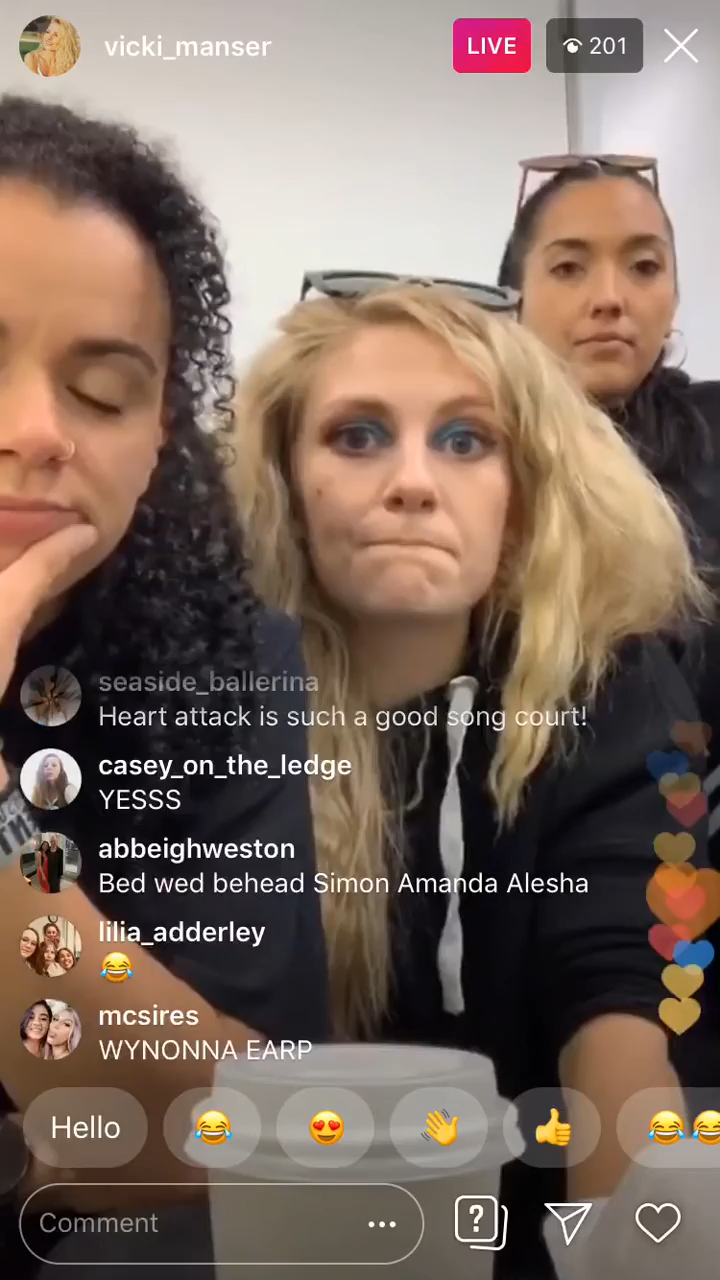 vicki_manser
LIVE
201
seaside_ballerina
Heart attack is such a good song court!
casey_on_the_ledge
YESSS
abbeighweston
Bed wed behead Simon Amanda Alesha
lilia_adderley
😂
mcsires
WYNONNA EARP
Hello 😂 😍 👋 👍 😂😂
Comment
?